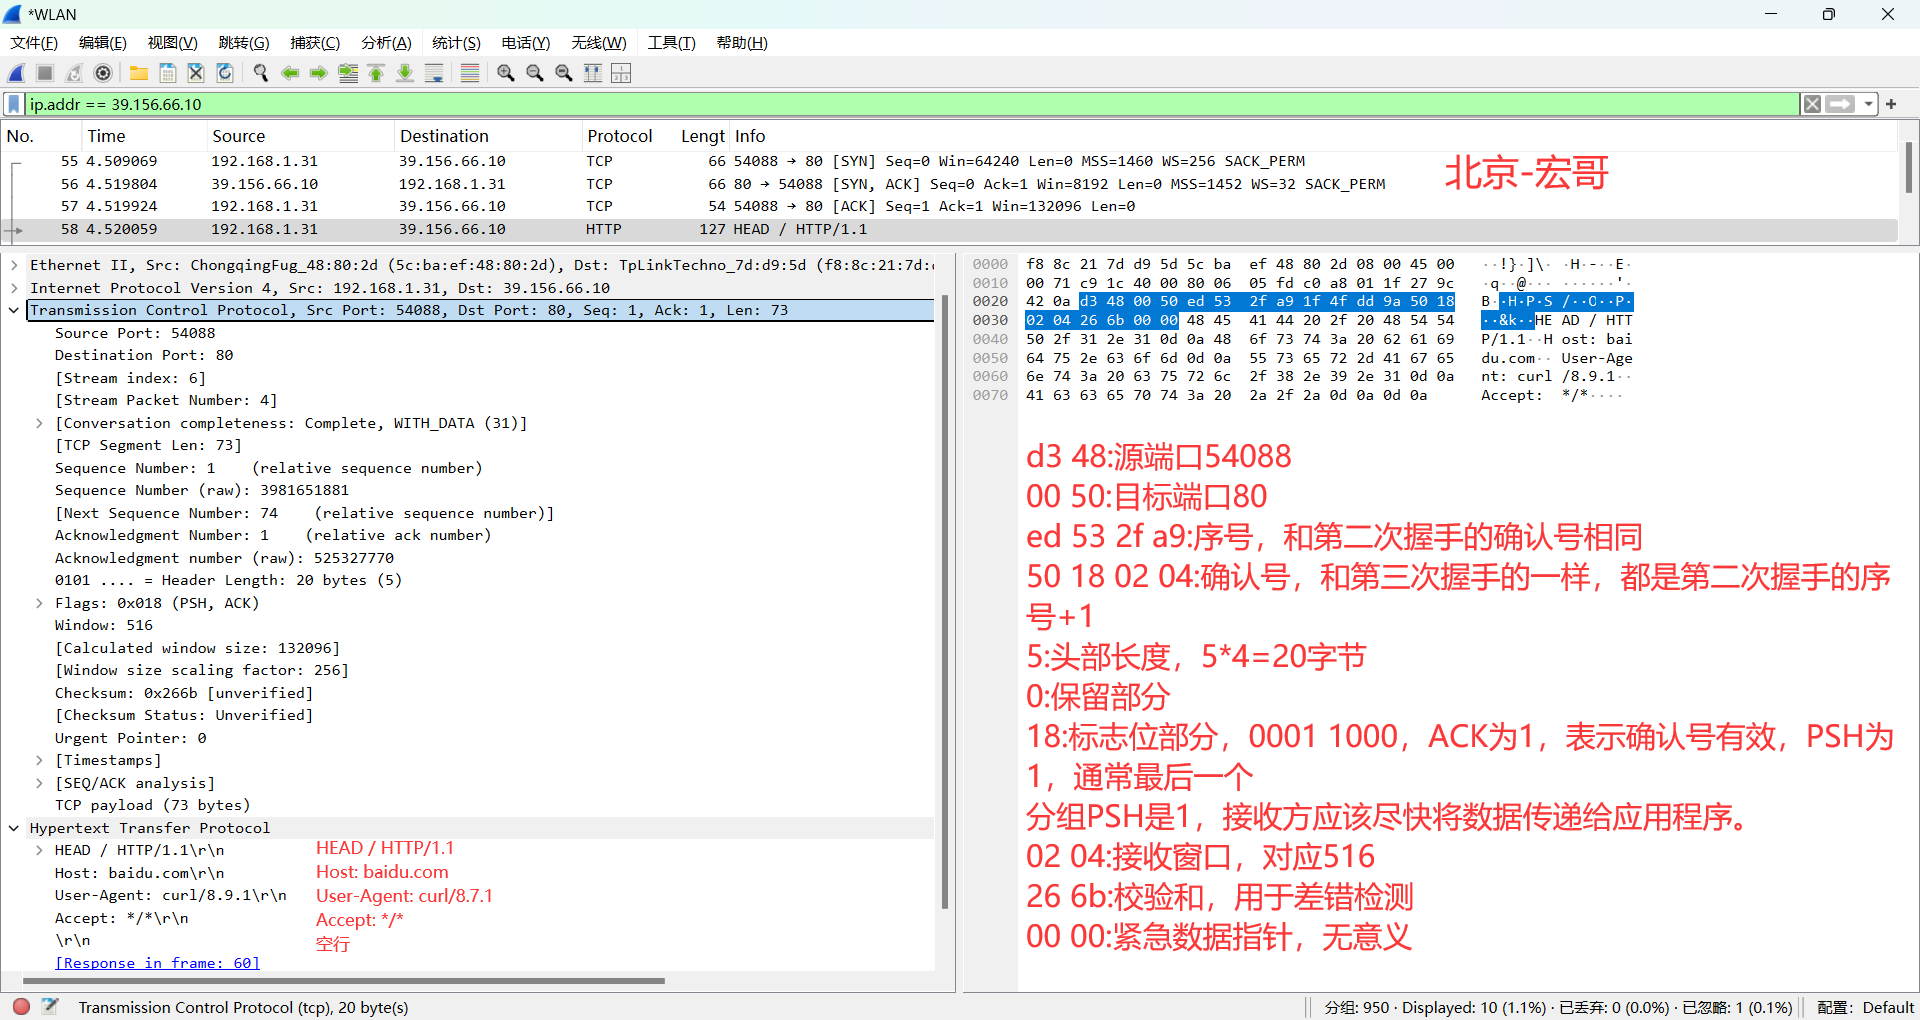 *WLAN
文件(F) 编辑(E) 视图(V) 跳转(G) 捕获(C) 分析(A) 统计(S) 电话(Y) 无线(W) 工具(T) 帮助(H)
ip.addr == 39.156.66.10
No. Time Source Destination Protocol Lengt Info
55 4.509069 192.168.1.31 39.156.66.10 TCP 66 54088 → 80 [SYN] Seq=0 Win=64240 Len=0 MSS=1460 WS=256 SACK_PERM
56 4.519804 39.156.66.10 192.168.1.31 TCP 66 80 → 54088 [SYN, ACK] Seq=0 Ack=1 Win=8192 Len=0 MSS=1452 WS=32 SACK_PERM
57 4.519924 192.168.1.31 39.156.66.10 TCP 54 54088 → 80 [ACK] Seq=1 Ack=1 Win=132096 Len=0
58 4.520059 192.168.1.31 39.156.66.10 HTTP 127 HEAD / HTTP/1.1
北京-宏哥
Ethernet II, Src: ChongqingFug_48:80:2d (5c:ba:ef:48:80:2d), Dst: TpLinkTechno_7d:d9:5d (f8:8c:21:7d:
Internet Protocol Version 4, Src: 192.168.1.31, Dst: 39.156.66.10
Transmission Control Protocol, Src Port: 54088, Dst Port: 80, Seq: 1, Ack: 1, Len: 73
Source Port: 54088
Destination Port: 80
[Stream index: 6]
[Stream Packet Number: 4]
[Conversation completeness: Complete, WITH_DATA (31)]
[TCP Segment Len: 73]
Sequence Number: 1    (relative sequence number)
Sequence Number (raw): 3981651881
[Next Sequence Number: 74    (relative sequence number)]
Acknowledgment Number: 1    (relative ack number)
Acknowledgment number (raw): 525327770
0101 .... = Header Length: 20 bytes (5)
Flags: 0x018 (PSH, ACK)
Window: 516
[Calculated window size: 132096]
[Window size scaling factor: 256]
Checksum: 0x266b [unverified]
[Checksum Status: Unverified]
Urgent Pointer: 0
[Timestamps]
[SEQ/ACK analysis]
TCP payload (73 bytes)
Hypertext Transfer Protocol
HEAD / HTTP/1.1\r\n
Host: baidu.com\r\n
User-Agent: curl/8.9.1\r\n
Accept: */*\r\n
\r\n
[Response in frame: 60]
HEAD / HTTP/1.1
Host: baidu.com
User-Agent: curl/8.7.1
Accept: */*
空行
0000 f8 8c 21 7d d9 5d 5c ba ef 48 80 2d 08 00 45 00 ··!}·]\· ·H·-··E·
0010 00 71 c9 1c 40 00 80 06 05 fd c0 a8 01 1f 27 9c ·q··@··· ······'·
0020 42 0a d3 48 00 50 ed 53 2f a9 1f 4f dd 9a 50 18 B··H·P·S /··O··P·
0030 02 04 26 6b 00 00 48 45 41 44 20 2f 20 48 54 54 ··&k··HE AD / HTT
0040 50 2f 31 2e 31 0d 0a 48 6f 73 74 3a 20 62 61 69 P/1.1··H ost: bai
0050 64 75 2e 63 6f 6d 0d 0a 55 73 65 72 2d 41 67 65 du.com·· User-Age
0060 6e 74 3a 20 63 75 72 6c 2f 38 2e 39 2e 31 0d 0a nt: curl /8.9.1··
0070 41 63 63 65 70 74 3a 20 2a 2f 2a 0d 0a 0d 0a Accept:  */*····
d3 48:源端口54088
00 50:目标端口80
ed 53 2f a9:序号，和第二次握手的确认号相同
50 18 02 04:确认号，和第三次握手的一样，都是第二次握手的序
号+1
5:头部长度，5*4=20字节
0:保留部分
18:标志位部分，0001 1000，ACK为1，表示确认号有效，PSH为
1，通常最后一个
分组PSH是1，接收方应该尽快将数据传递给应用程序。
02 04:接收窗口，对应516
26 6b:校验和，用于差错检测
00 00:紧急数据指针，无意义
Transmission Control Protocol (tcp), 20 byte(s)
分组: 950 · Displayed: 10 (1.1%) · 已丢弃: 0 (0.0%) · 已忽略: 1 (0.1%)
配置: Default